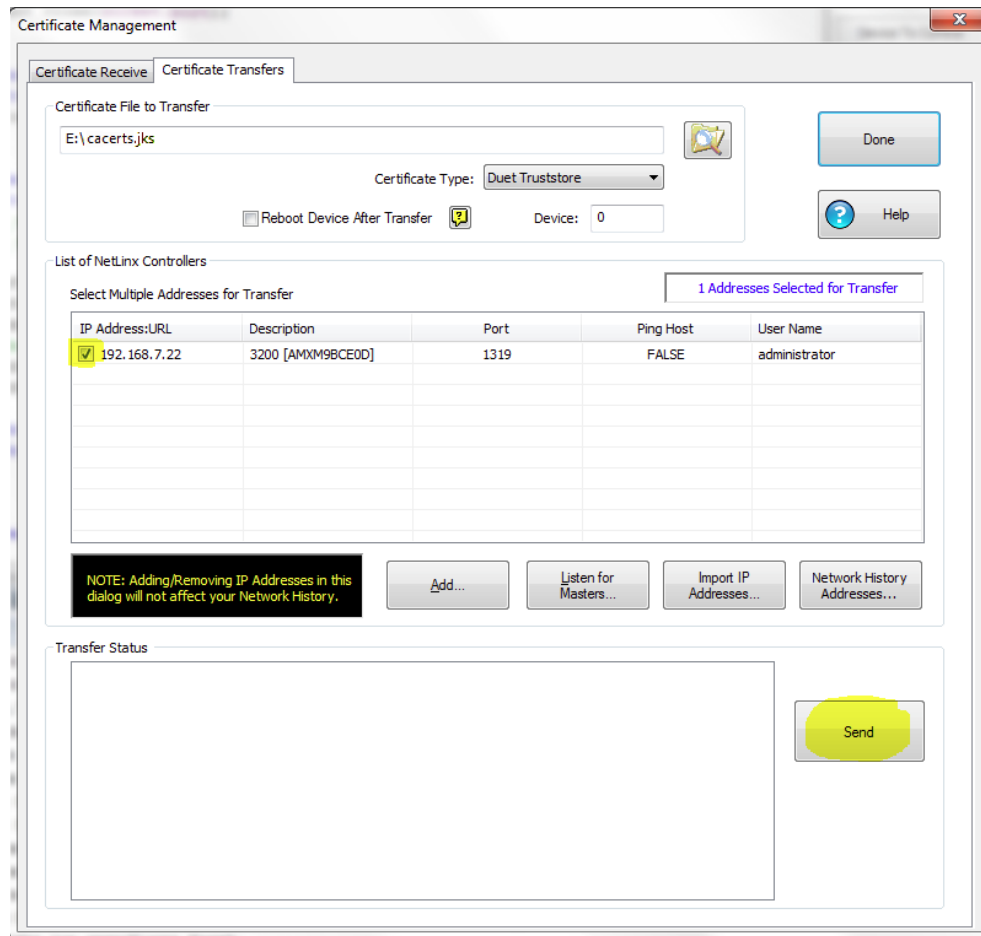 Certificate Management
Certificate Receive
Certificate Transfers
Certificate File to Transfer
E:\cacerts.jks
Done
Certificate Type: Duet Truststore
Reboot Device After Transfer
Device: 0
Help
List of NetLinx Controllers
Select Multiple Addresses for Transfer
1 Addresses Selected for Transfer
IP Address:URL Description Port Ping Host User Name
192.168.7.22 3200 [AMXM9BCE0D] 1319 FALSE administrator
NOTE: Adding/Removing IP Addresses in this
dialog will not affect your Network History.
Add...
Listen for
Masters...
Import IP
Addresses...
Network History
Addresses...
Transfer Status
Send